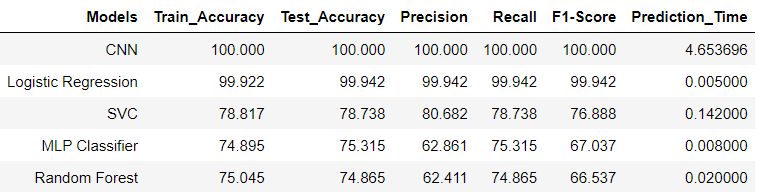 Models Train_Accuracy Test_Accuracy Precision Recall F1-Score Prediction_Time
CNN 100.000 100.000 100.000 100.000 100.000 4.653696
Logistic Regression 99.922 99.942 99.942 99.942 99.942 0.005000
SVC 78.817 78.738 80.682 78.738 76.888 0.142000
MLP Classifier 74.895 75.315 62.861 75.315 67.037 0.008000
Random Forest 75.045 74.865 62.411 74.865 66.537 0.020000